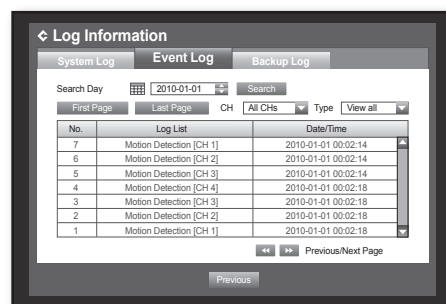 Log Information
System Log Event Log Backup Log
Search Day 2010-01-01 Search
First Page Last Page CH All CHs Type View all
No. Log List Date/Time
7 Motion Detection [CH 1] 2010-01-01 00:02:14
6 Motion Detection [CH 2] 2010-01-01 00:02:14
5 Motion Detection [CH 3] 2010-01-01 00:02:14
4 Motion Detection [CH 4] 2010-01-01 00:02:18
3 Motion Detection [CH 3] 2010-01-01 00:02:18
2 Motion Detection [CH 2] 2010-01-01 00:02:18
1 Motion Detection [CH 1] 2010-01-01 00:02:18
Previous/Next Page
Previous